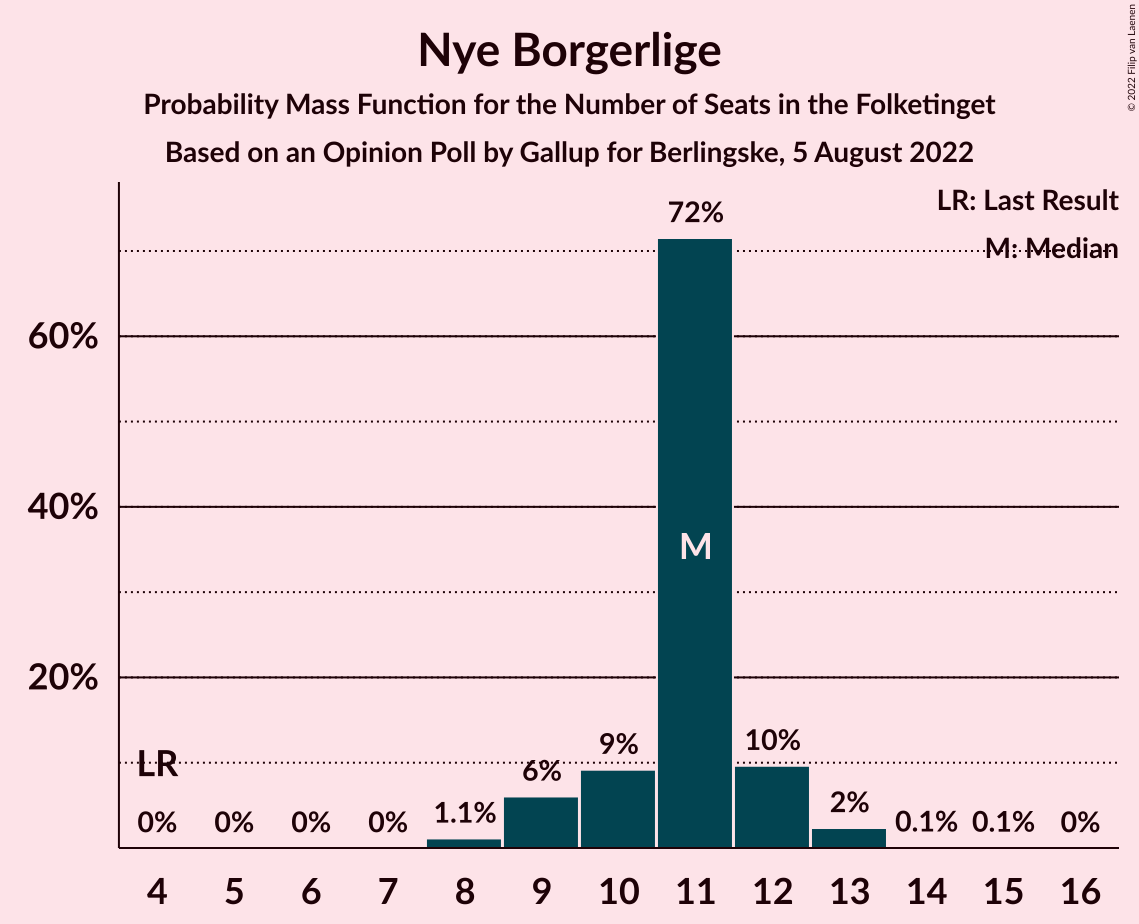 Nye Borgerlige
Probability Mass Function for the Number of Seats in the Folketinget
Based on an Opinion Poll by Gallup for Berlingske, 5 August 2022
© 2022 Filip van Laenen
LR: Last Result
M: Median
72%
60%
40%
M
20%
LR
0%
0%
0%
0%
1.1%
6%
9%
10%
2%
0.1%
0.1%
0%
4 5 6 7 8 9 10 11 12 13 14 15 16